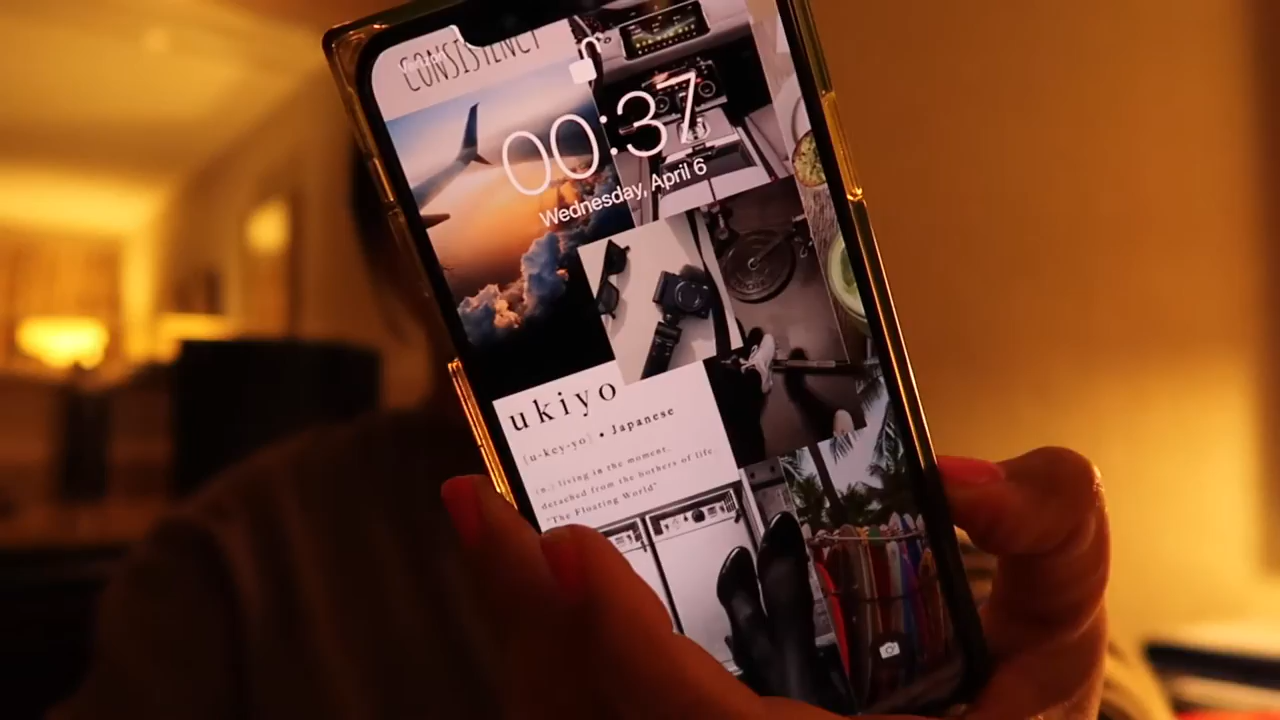 CONSISTENCY
00:37
Wednesday, April 6
ukiyo
[u-key-yo] • Japanese
(n.) living in the moment,
detached from the bothers of life.
"The Floating World"